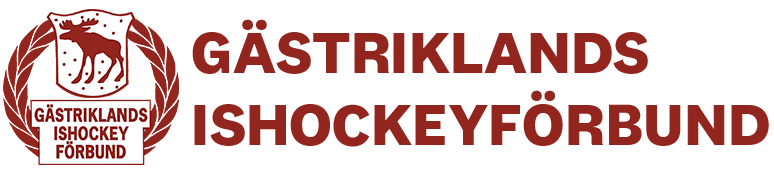 GÄSTRIKLANDS
ISHOCKEY
FÖRBUND
GÄSTRIKLANDS
ISHOCKEYFÖRBUND